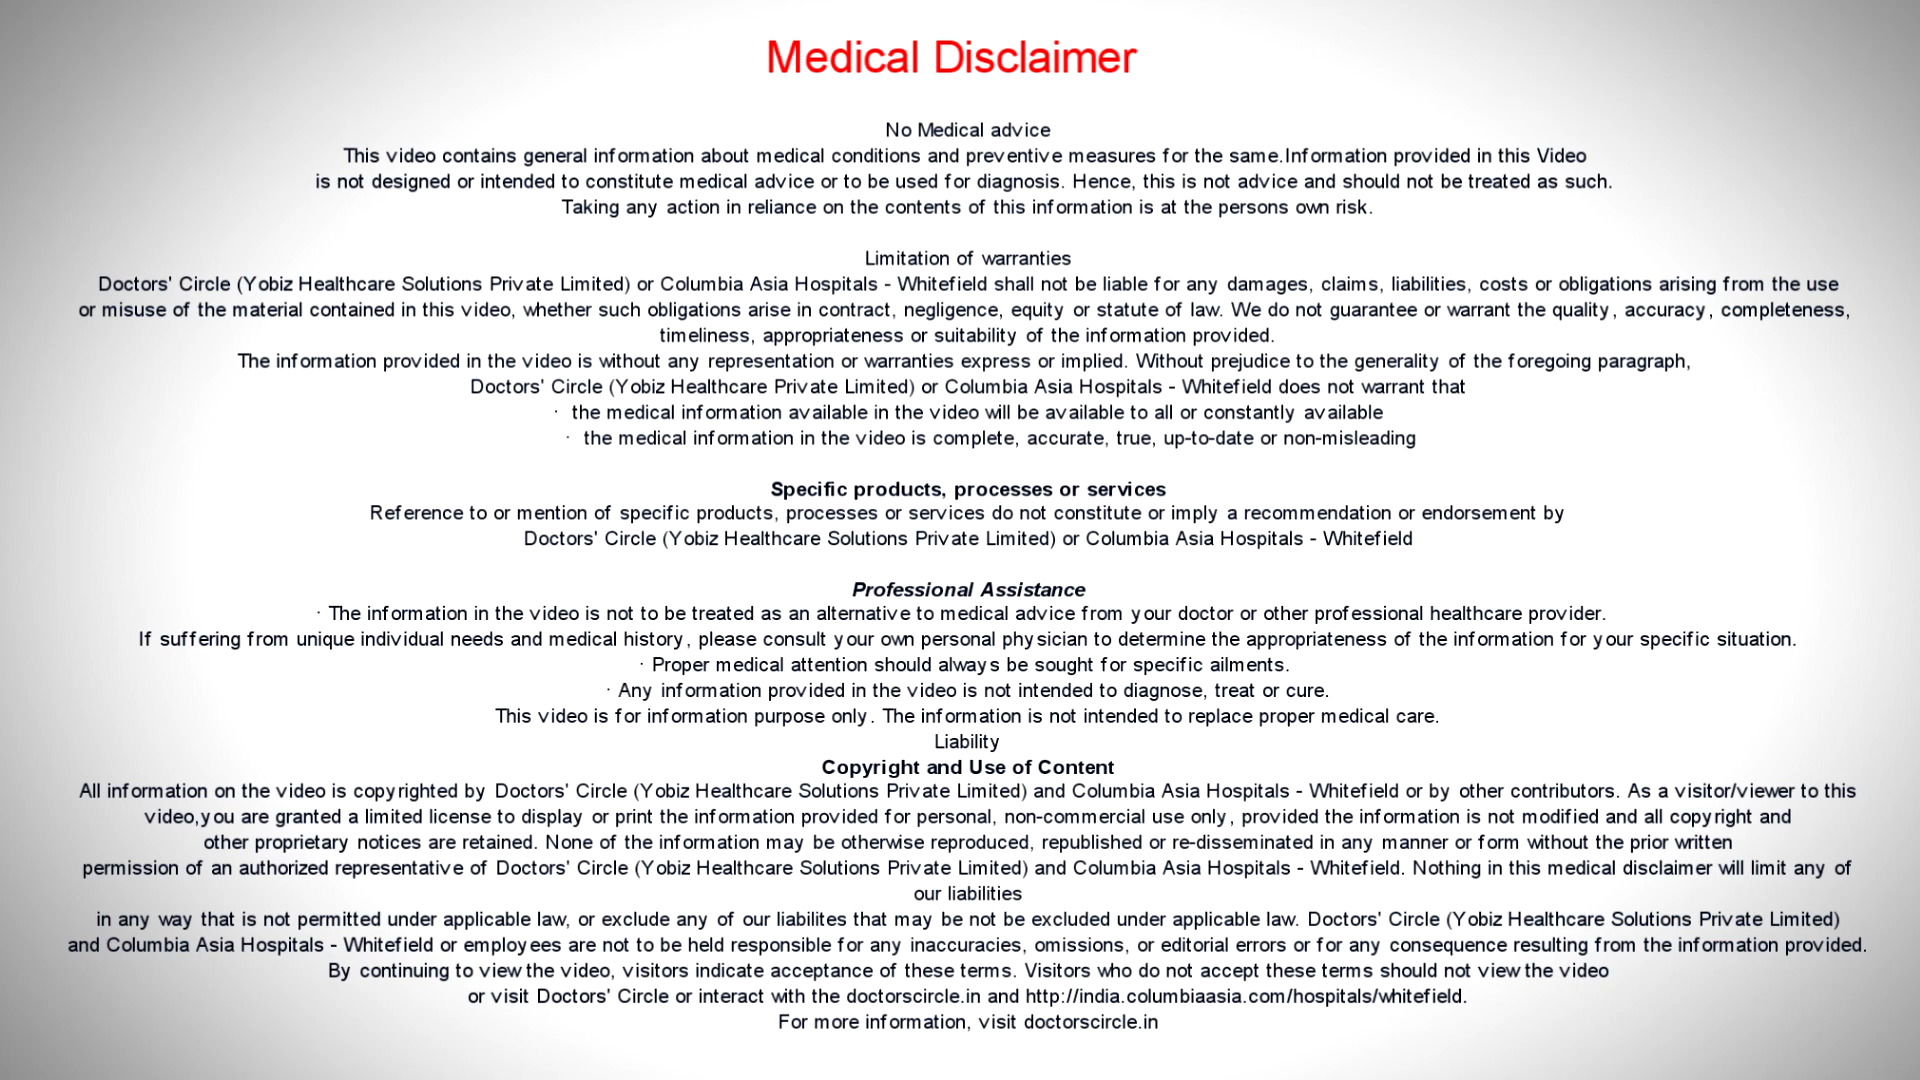 Medical Disclaimer
No Medical advice
This video contains general information about medical conditions and preventive measures for the same.Information provided in this Video
is not designed or intended to constitute medical advice or to be used for diagnosis. Hence, this is not advice and should not be treated as such.
Taking any action in reliance on the contents of this information is at the persons own risk.
Limitation of warranties
Doctors' Circle (Yobiz Healthcare Solutions Private Limited) or Columbia Asia Hospitals - Whitefield shall not be liable for any damages, claims, liabilities, costs or obligations arising from the use
or misuse of the material contained in this video, whether such obligations arise in contract, negligence, equity or statute of law. We do not guarantee or warrant the quality, accuracy, completeness,
timeliness, appropriateness or suitability of the information provided.
The information provided in the video is without any representation or warranties express or implied. Without prejudice to the generality of the foregoing paragraph,
Doctors' Circle (Yobiz Healthcare Private Limited) or Columbia Asia Hospitals - Whitefield does not warrant that
· the medical information available in the video will be available to all or constantly available
· the medical information in the video is complete, accurate, true, up-to-date or non-misleading
Specific products, processes or services
Reference to or mention of specific products, processes or services do not constitute or imply a recommendation or endorsement by
Doctors' Circle (Yobiz Healthcare Solutions Private Limited) or Columbia Asia Hospitals - Whitefield
Professional Assistance
· The information in the video is not to be treated as an alternative to medical advice from your doctor or other professional healthcare provider.
If suffering from unique individual needs and medical history, please consult your own personal physician to determine the appropriateness of the information for your specific situation.
· Proper medical attention should always be sought for specific ailments.
· Any information provided in the video is not intended to diagnose, treat or cure.
This video is for information purpose only. The information is not intended to replace proper medical care.
Liability
Copyright and Use of Content
All information on the video is copyrighted by Doctors' Circle (Yobiz Healthcare Solutions Private Limited) and Columbia Asia Hospitals - Whitefield or by other contributors. As a visitor/viewer to this
video,you are granted a limited license to display or print the information provided for personal, non-commercial use only, provided the information is not modified and all copyright and
other proprietary notices are retained. None of the information may be otherwise reproduced, republished or re-disseminated in any manner or form without the prior written
permission of an authorized representative of Doctors' Circle (Yobiz Healthcare Solutions Private Limited) and Columbia Asia Hospitals - Whitefield. Nothing in this medical disclaimer will limit any of
our liabilities
in any way that is not permitted under applicable law, or exclude any of our liabilites that may be not be excluded under applicable law. Doctors' Circle (Yobiz Healthcare Solutions Private Limited)
and Columbia Asia Hospitals - Whitefield or employees are not to be held responsible for any inaccuracies, omissions, or editorial errors or for any consequence resulting from the information provided.
By continuing to view the video, visitors indicate acceptance of these terms. Visitors who do not accept these terms should not view the video
or visit Doctors' Circle or interact with the doctorscircle.in and http://india.columbiaasia.com/hospitals/whitefield.
For more information, visit doctorscircle.in